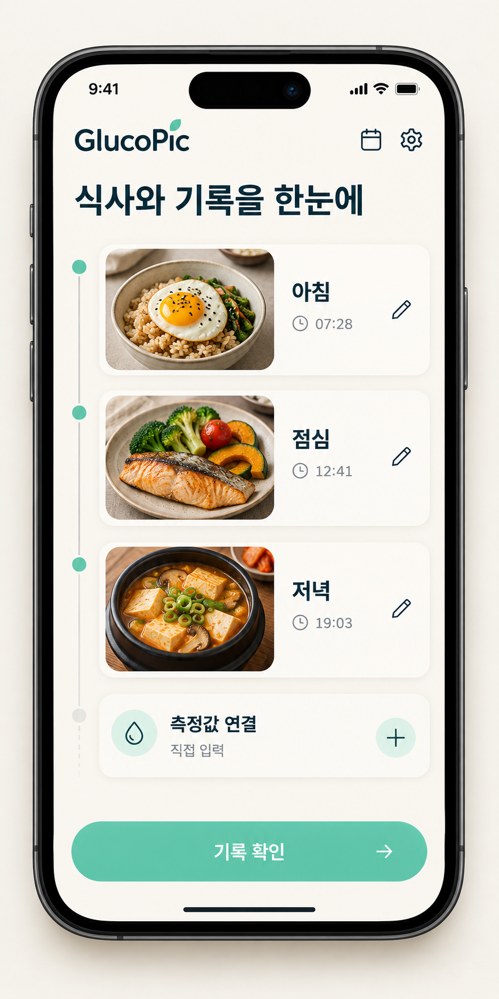 9:41
GlucoPic
식사와 기록을 한눈에
아침
07:28
점심
12:41
저녁
19:03
측정값 연결
직접 입력
기록 확인